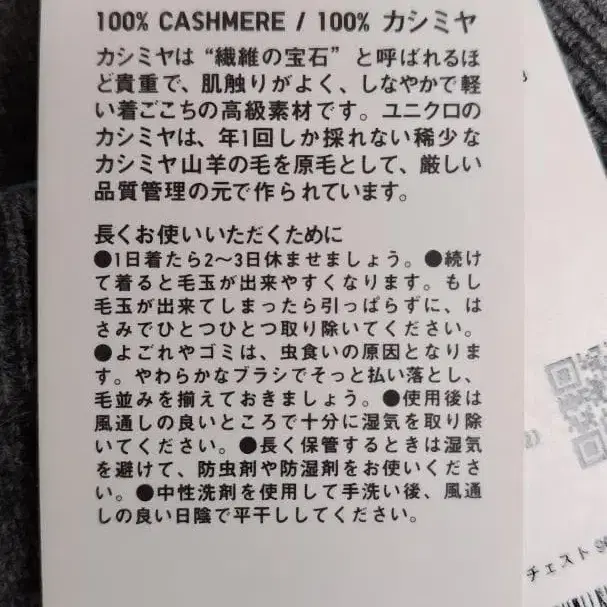 100% CASHMERE / 100% カシミヤ
カシミヤは“繊維の宝石”と呼ばれるほ
ど貴重で、肌触りがよく、しなやかで軽
い着ごこちの高級素材です。ユニクロの
カシミヤは、年1回しか採れない稀少な
カシミヤ山羊の毛を原毛として、厳しい
品質管理の元で作られています。
長くお使いいただくために
●1日着たら2〜3日休ませましょう。●続け
て着ると毛玉が出来やすくなります。もし
毛玉が出来てしまったら引っぱらずに、は
さみでひとつひとつ取り除いてください。
●よごれやゴミは、虫食いの原因となりま
す。やわらかなブラシでそっと払い落とし、
毛並みを揃えておきましょう。●使用後は
風通しの良いところで十分に湿気を取り除
いてください。●長く保管するときは湿気
を避けて、防虫剤や防湿剤をお使いくださ
い。●中性洗剤を使用して手洗い後、風通
しの良い日陰で平干ししてください。
チェスト